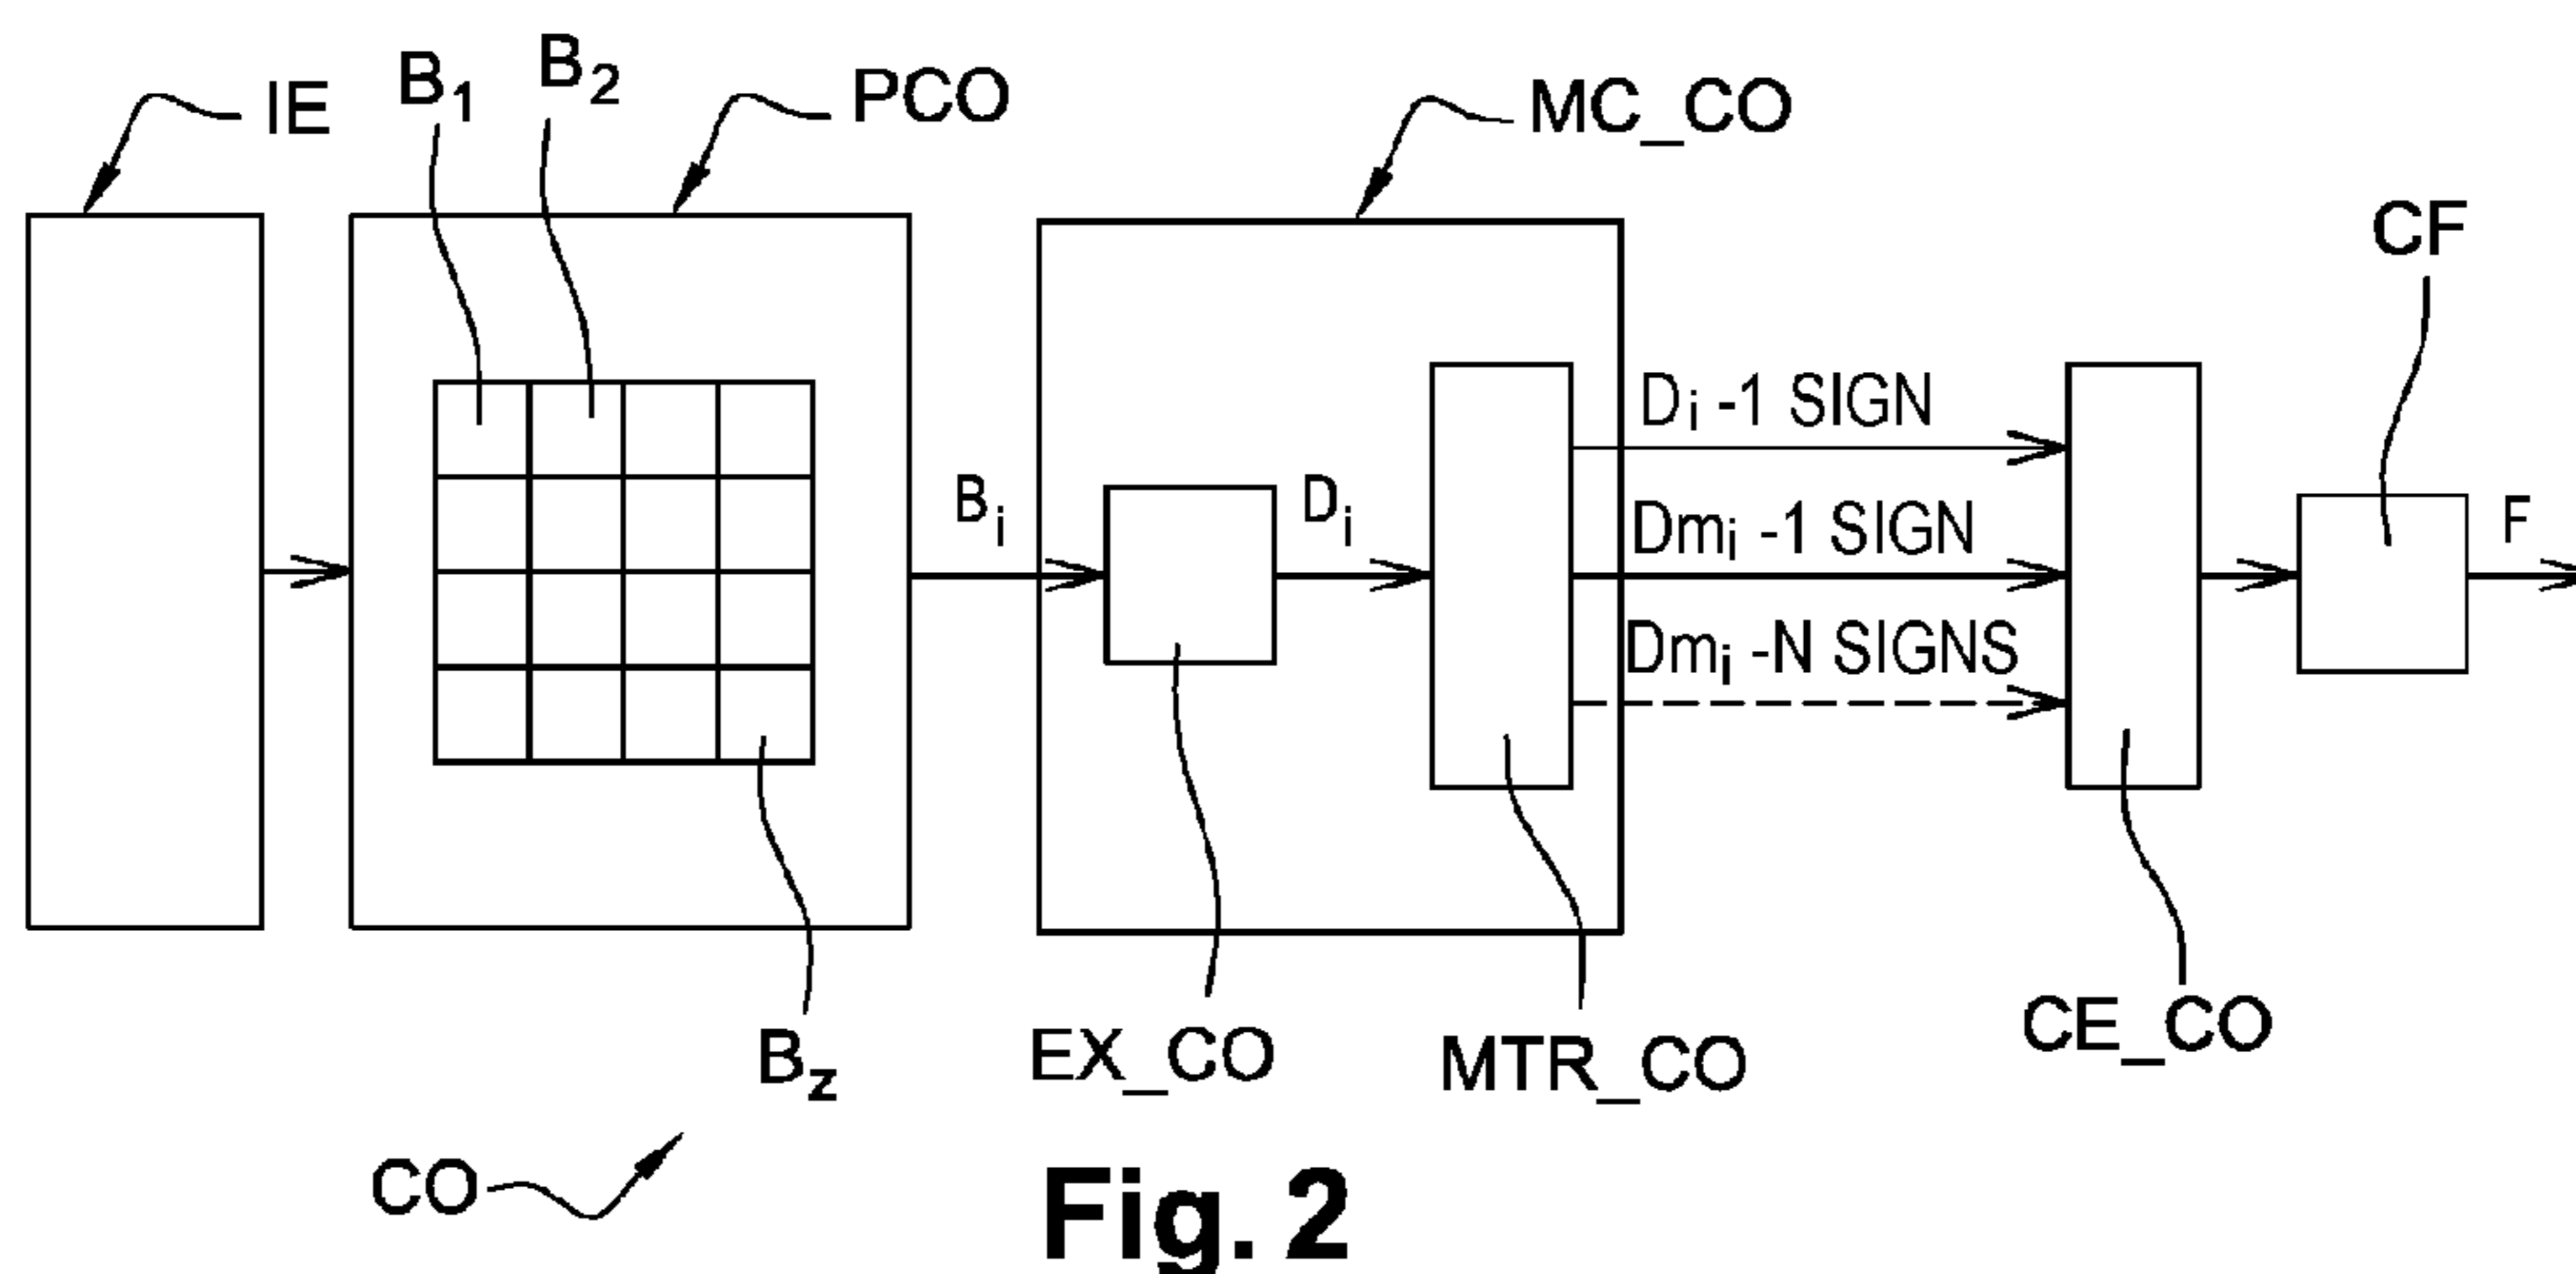 IE
B1
B2
PCO
MC_CO
CF
Di -1 SIGN
Bi
Di
Dmi -1 SIGN
F
Dmi -N SIGNS
Bz
EX_CO
MTR_CO
CE_CO
CO
Fig. 2